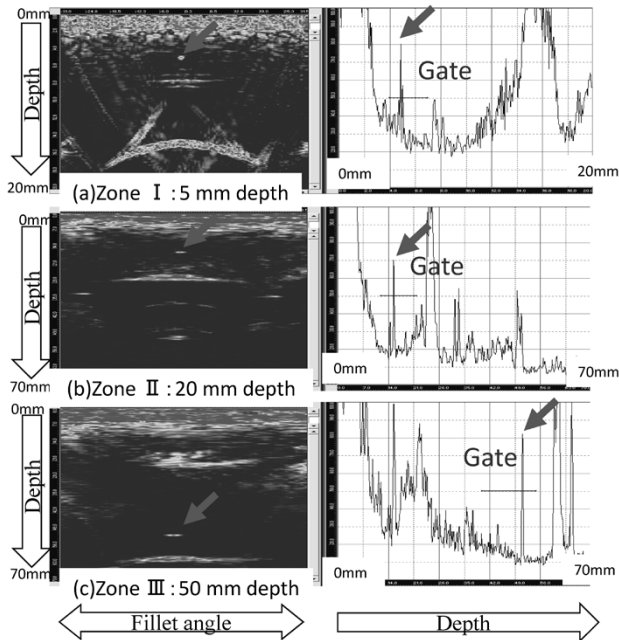 0mm
Depth
20mm
Gate
0mm
20mm
(a)Zone Ⅰ : 5 mm depth
0mm
Depth
70mm
Gate
0mm
70mm
(b)Zone Ⅱ : 20 mm depth
0mm
Depth
70mm
Gate
0mm
70mm
(c)Zone Ⅲ : 50 mm depth
Fillet angle
Depth